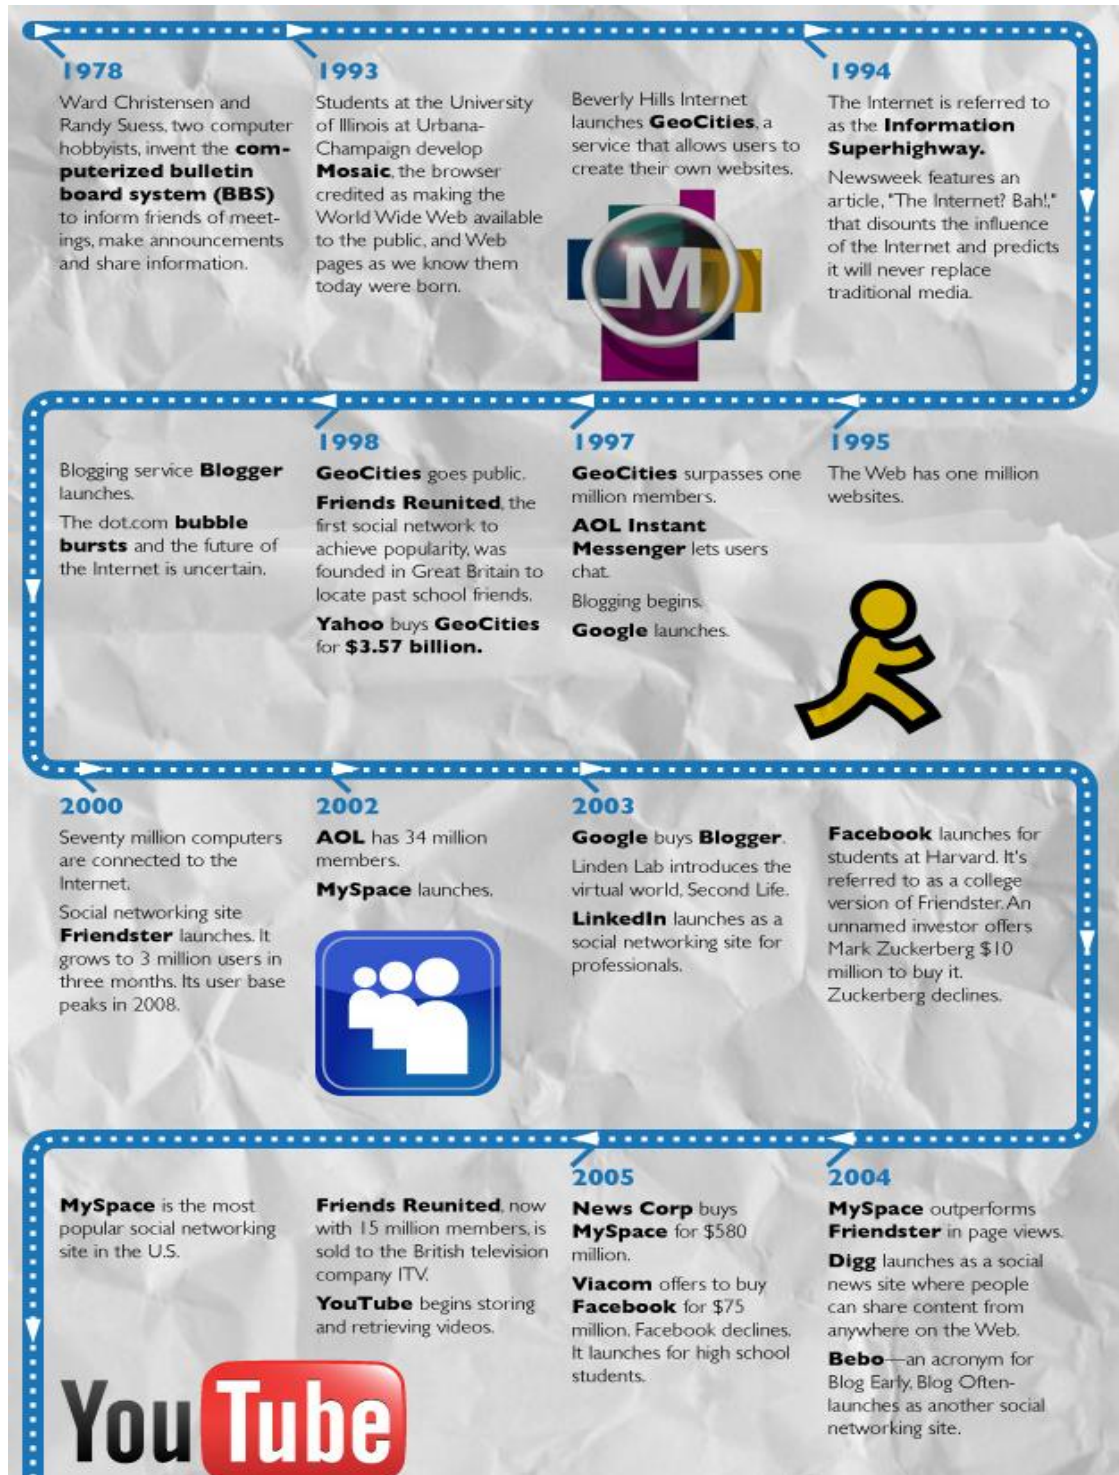 1978
Ward Christensen and
Randy Suess, two computer
hobbyists, invent the com-
puterized bulletin
board system (BBS)
to inform friends of meet-
ings, make announcements
and share information.
1993
Students at the University
of Illinois at Urbana-
Champaign develop
Mosaic, the browser
credited as making the
World Wide Web available
to the public, and Web
pages as we know them
today were born.
Beverly Hills Internet
launches GeoCities, a
service that allows users to
create their own websites.
M
1994
The Internet is referred to
as the Information
Superhighway.
Newsweek features an
article, "The Internet? Bah!,"
that disounts the influence
of the Internet and predicts
it will never replace
traditional media.
1995
The Web has one million
websites.
1997
GeoCities surpasses one
million members.
AOL Instant
Messenger lets users
chat.
Blogging begins.
Google launches.
1998
GeoCities goes public.
Friends Reunited, the
first social network to
achieve popularity, was
founded in Great Britain to
locate past school friends.
Yahoo buys GeoCities
for $3.57 billion.
Blogging service Blogger
launches.
The dot.com bubble
bursts and the future of
the Internet is uncertain.
2000
Seventy million computers
are connected to the
Internet.
Social networking site
Friendster launches. It
grows to 3 million users in
three months. Its user base
peaks in 2008.
2002
AOL has 34 million
members.
MySpace launches.
2003
Google buys Blogger.
Linden Lab introduces the
virtual world, Second Life.
LinkedIn launches as a
social networking site for
professionals.
Facebook launches for
students at Harvard. It's
referred to as a college
version of Friendster. An
unnamed investor offers
Mark Zuckerberg $10
million to buy it.
Zuckerberg declines.
2004
MySpace outperforms
Friendster in page views.
Digg launches as a social
news site where people
can share content from
anywhere on the Web.
Bebo—an acronym for
Blog Early, Blog Often-
launches as another social
networking site.
2005
News Corp buys
MySpace for $580
million.
Viacom offers to buy
Facebook for $75
million. Facebook declines.
It launches for high school
students.
Friends Reunited, now
with 15 million members, is
sold to the British television
company ITV.
YouTube begins storing
and retrieving videos.
MySpace is the most
popular social networking
site in the U.S.
YouTube